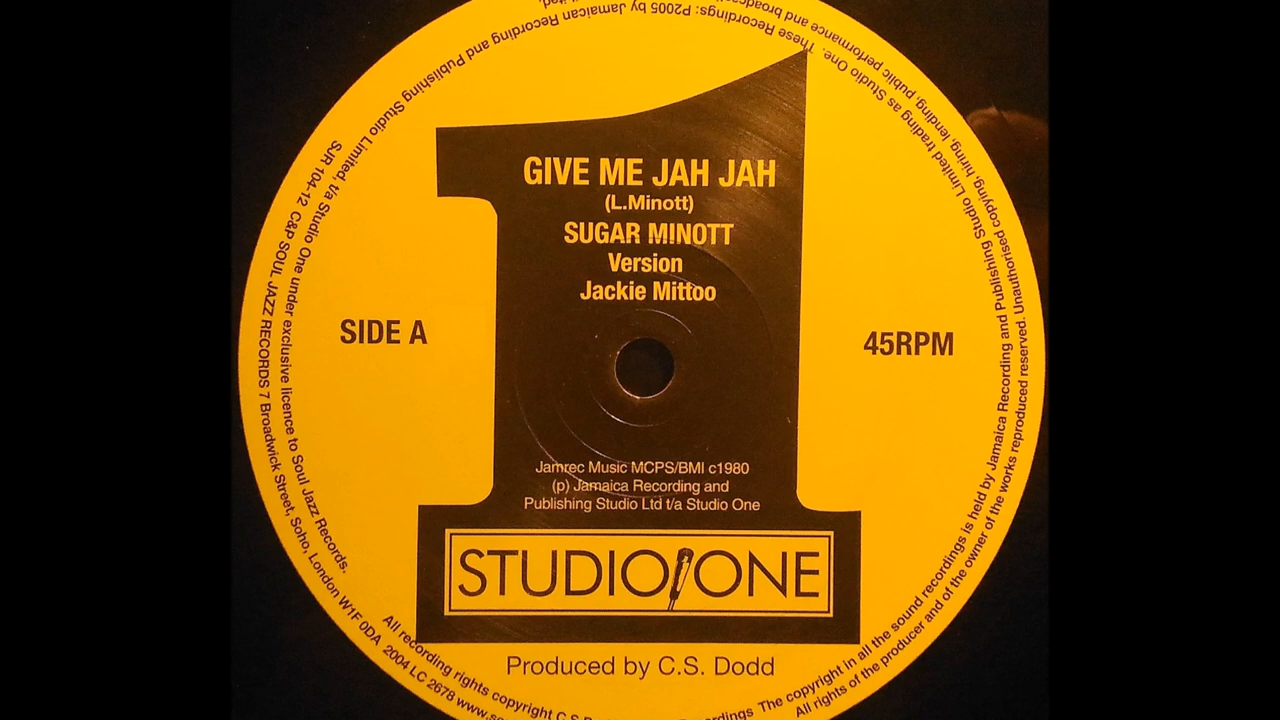 GIVE ME JAH JAH
(L.Minott)
SUGAR MINOTT
Version
Jackie Mittoo
SIDE A
45RPM
Jamrec Music MCPS/BMI c1980
(p) Jamaica Recording and
Publishing Studio Ltd t/a Studio One
STUDIO ONE
Produced by C.S. Dodd
SJR 104-12 C&P SOUL JAZZ RECORDS 7 Broadwick Street, Soho, London W1F 0DA 2004 LC 2678
All recording rights copyright
The copyright in all the sound recordings is held by Jamaica Recording and Publishing Studio Limited trading as Studio One. These Recordings: P2005 by Jamaican Recording and Publishing Studio Limited, t/a Studio One under exclusive licence to Soul Jazz Records.
All rights of the producer and of the owner of the works reproduced reserved. Unauthorised copying hiring, lending, public performance and